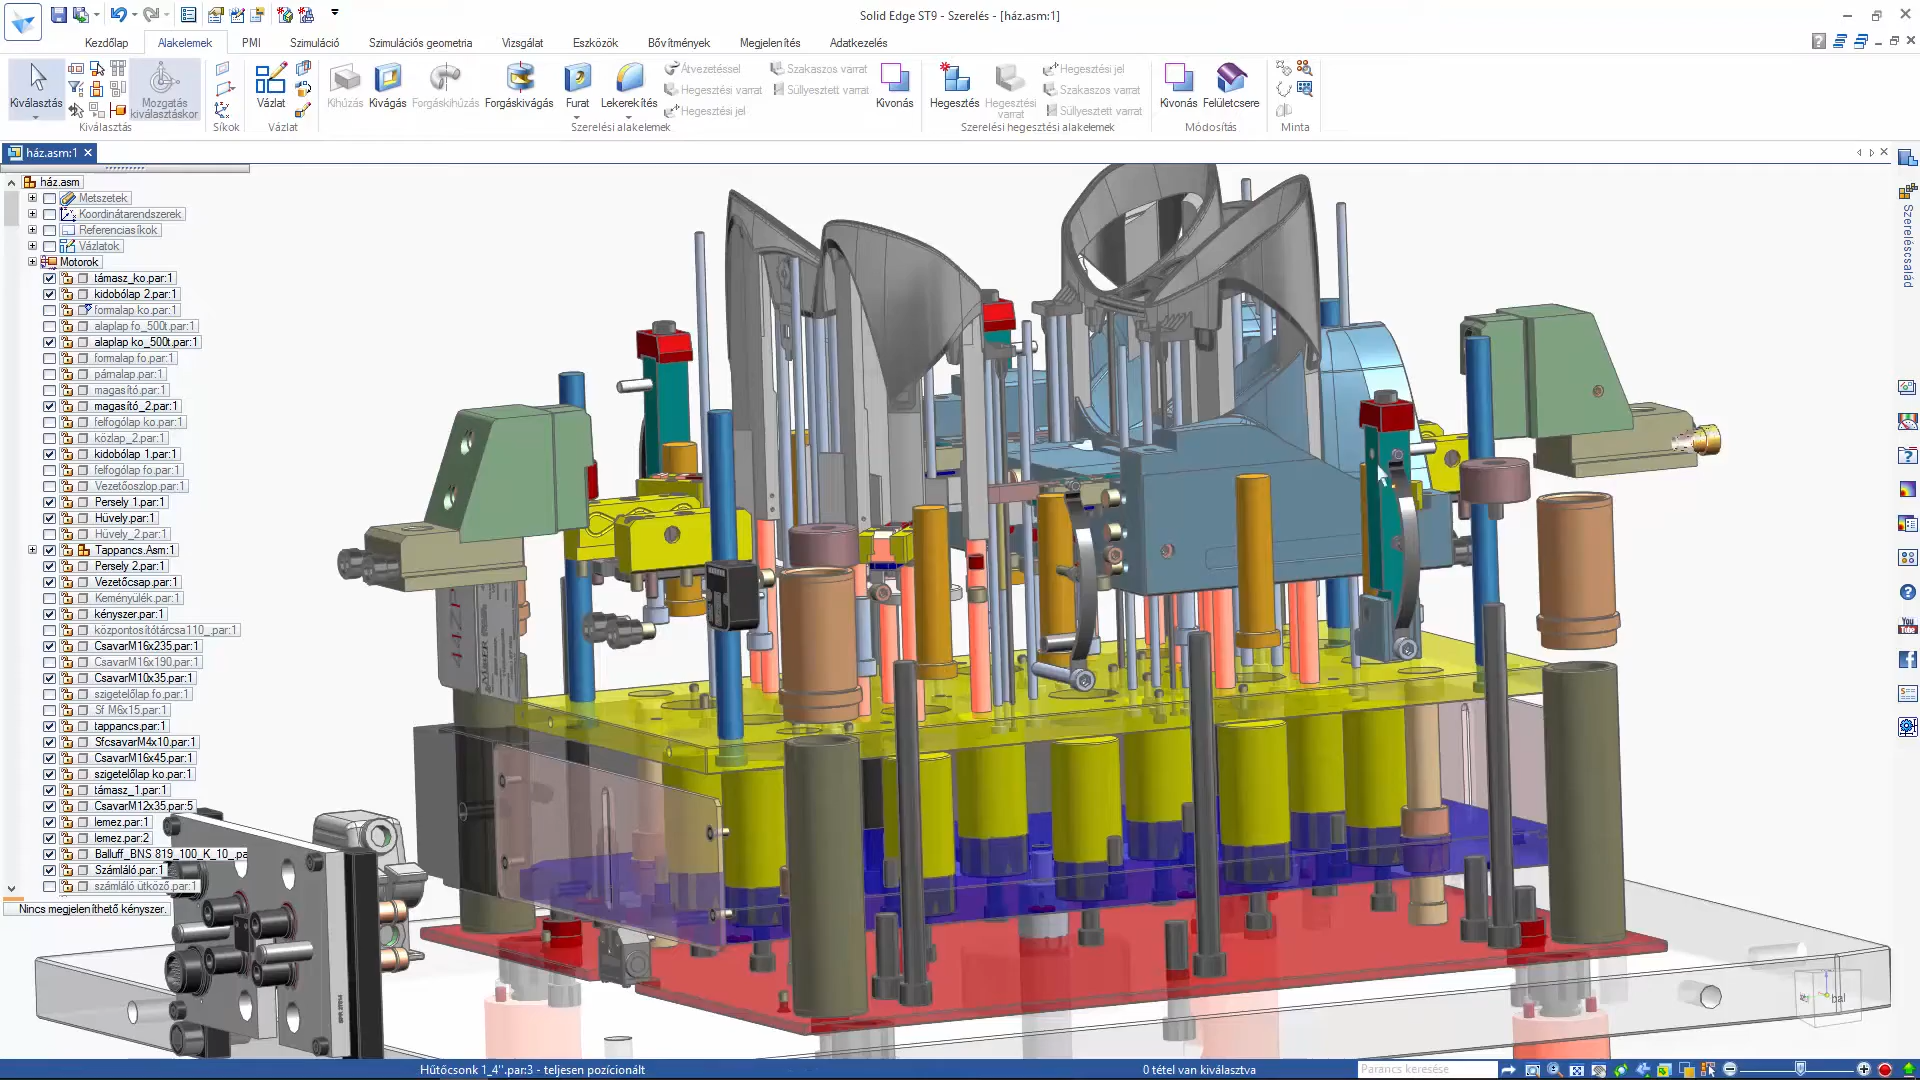 Solid Edge ST9 - Szerelés - [ház.asm:1]
Kezdőlap
Alakelemek
PMI
Szimuláció
Szimulációs geometria
Vizsgálat
Eszközök
Bővítmények
Megjelenítés
Adatkezelés
Kiválasztás
Mozgatás kiválasztáskor
Kiválasztás
Síkok
Vázlat
Vázlat
Kihúzás
Kivágás
Forgáskihúzás
Forgáskivágás
Furat
Lekerekítés
Átvezetéssel
Hegesztési varrat
Hegesztési jel
Szakaszos varrat
Süllyesztett varrat
Kivonás
Szerelési alakelemek
Hegesztés
Hegesztési varrat
Hegesztési jel
Szakaszos varrat
Süllyesztett varrat
Szerelési hegesztési alakelemek
Kivonás
Felületcsere
Módosítás
Minta
ház.asm:1
ház.asm
Metszetek
Koordinátarendszerek
Referenciasíkok
Vázlatok
Motorok
támasz_ko.par:1
kidobólap 2.par:1
formalap ko.par:1
alaplap fo_500t.par:1
alaplap ko_500t.par:1
formalap fo.par:1
párnalap.par:1
magasító.par:1
magasító_2.par:1
felfogólap ko.par:1
közlap_2.par:1
kidobólap 1.par:1
felfogólap fo.par:1
Vezetőoszlop.par:1
Persely 1.par:1
Hüvely.par:1
Hüvely_2.par:1
Tappancs.Asm:1
Persely 2.par:1
Vezetőcsap.par:1
Keményülék.par:1
kényszer.par:1
központosítótárcsa110_.par:1
CsavarM16x235.par:1
CsavarM16x190.par:1
CsavarM10x35.par:1
szigetelőlap fo.par:1
Sf M6x15.par:1
tappancs.par:1
SfcsavarM4x10.par:1
CsavarM16x45.par:1
szigetelőlap ko.par:1
támasz_1.par:1
CsavarM12x35.par:5
lemez.par:1
lemez.par:2
Balluff_BNS 819_100_K_10_.pa
Számláló.par:1
számláló ütköző.par:1
Nincs megjeleníthető kényszer.
Szereléscsalád
You
Tube
bal
Hűtőcsonk 1_4''.par:3 - teljesen pozícionált
0 tétel van kiválasztva
Parancs keresése